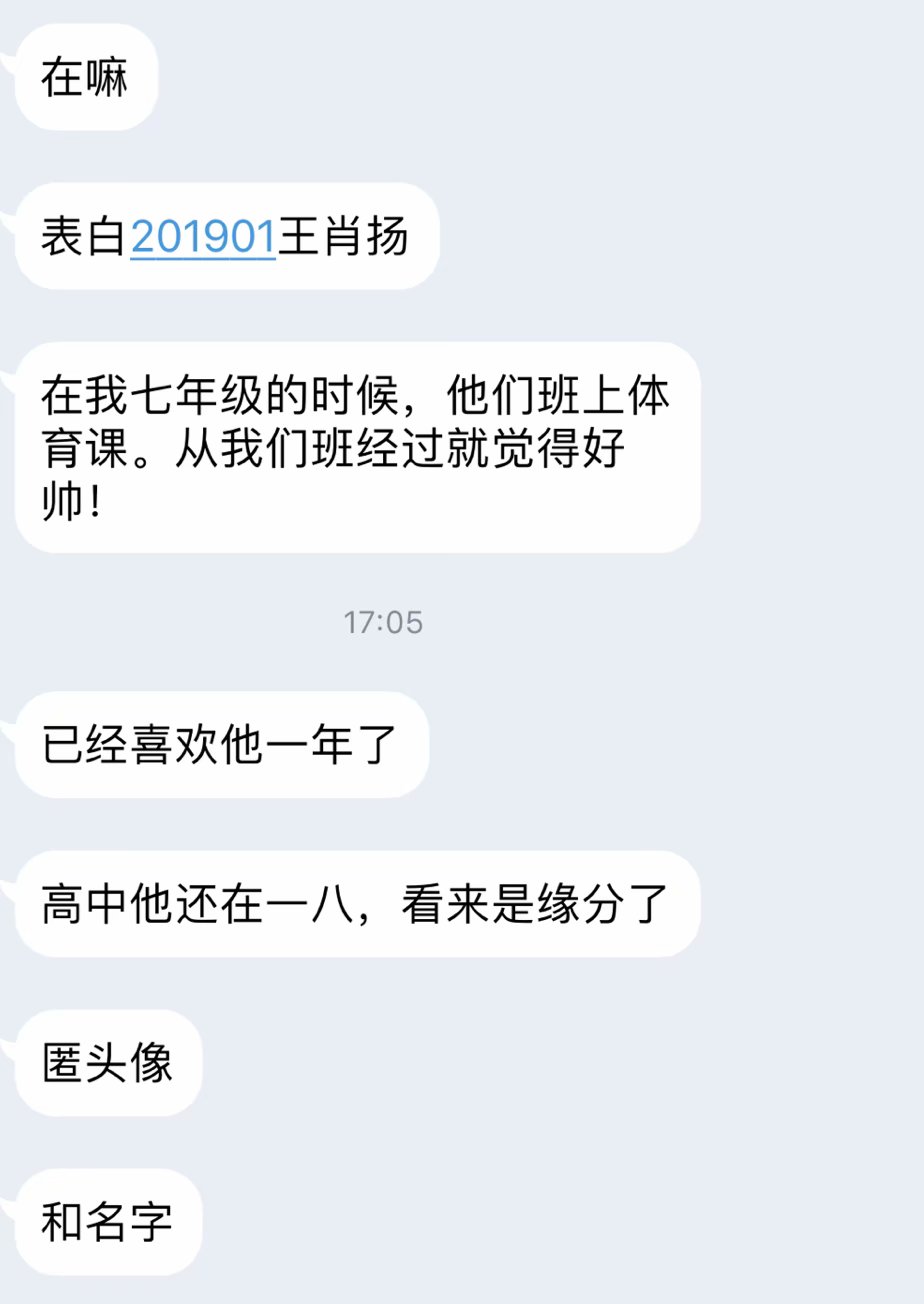 在嘛
表白201901王肖扬
在我七年级的时候，他们班上体
育课。从我们班经过就觉得好
帅！
17:05
已经喜欢他一年了
高中他还在一八，看来是缘分了
匿头像
和名字